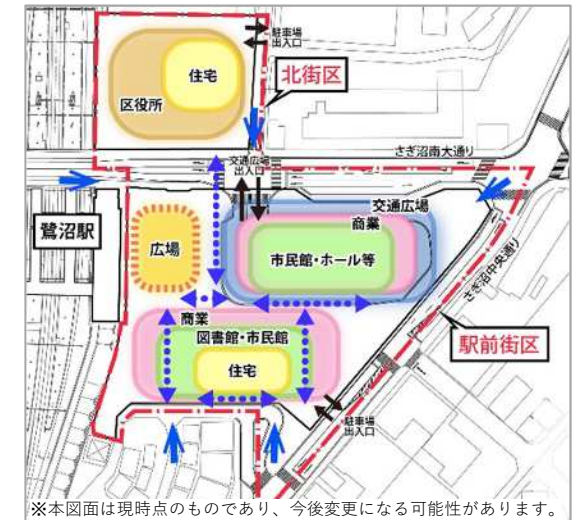 駐車場
出入口
住宅
区役所
北街区
交通広場
出入口
さぎ沼南大通り
鷺沼駅
広場
交通広場
商業
市民館・ホール等
さぎ沼中央通り
駅前街区
商業
図書館・市民館
住宅
駐車場
出入口
※本図面は現時点のものであり、今後変更になる可能性があります。